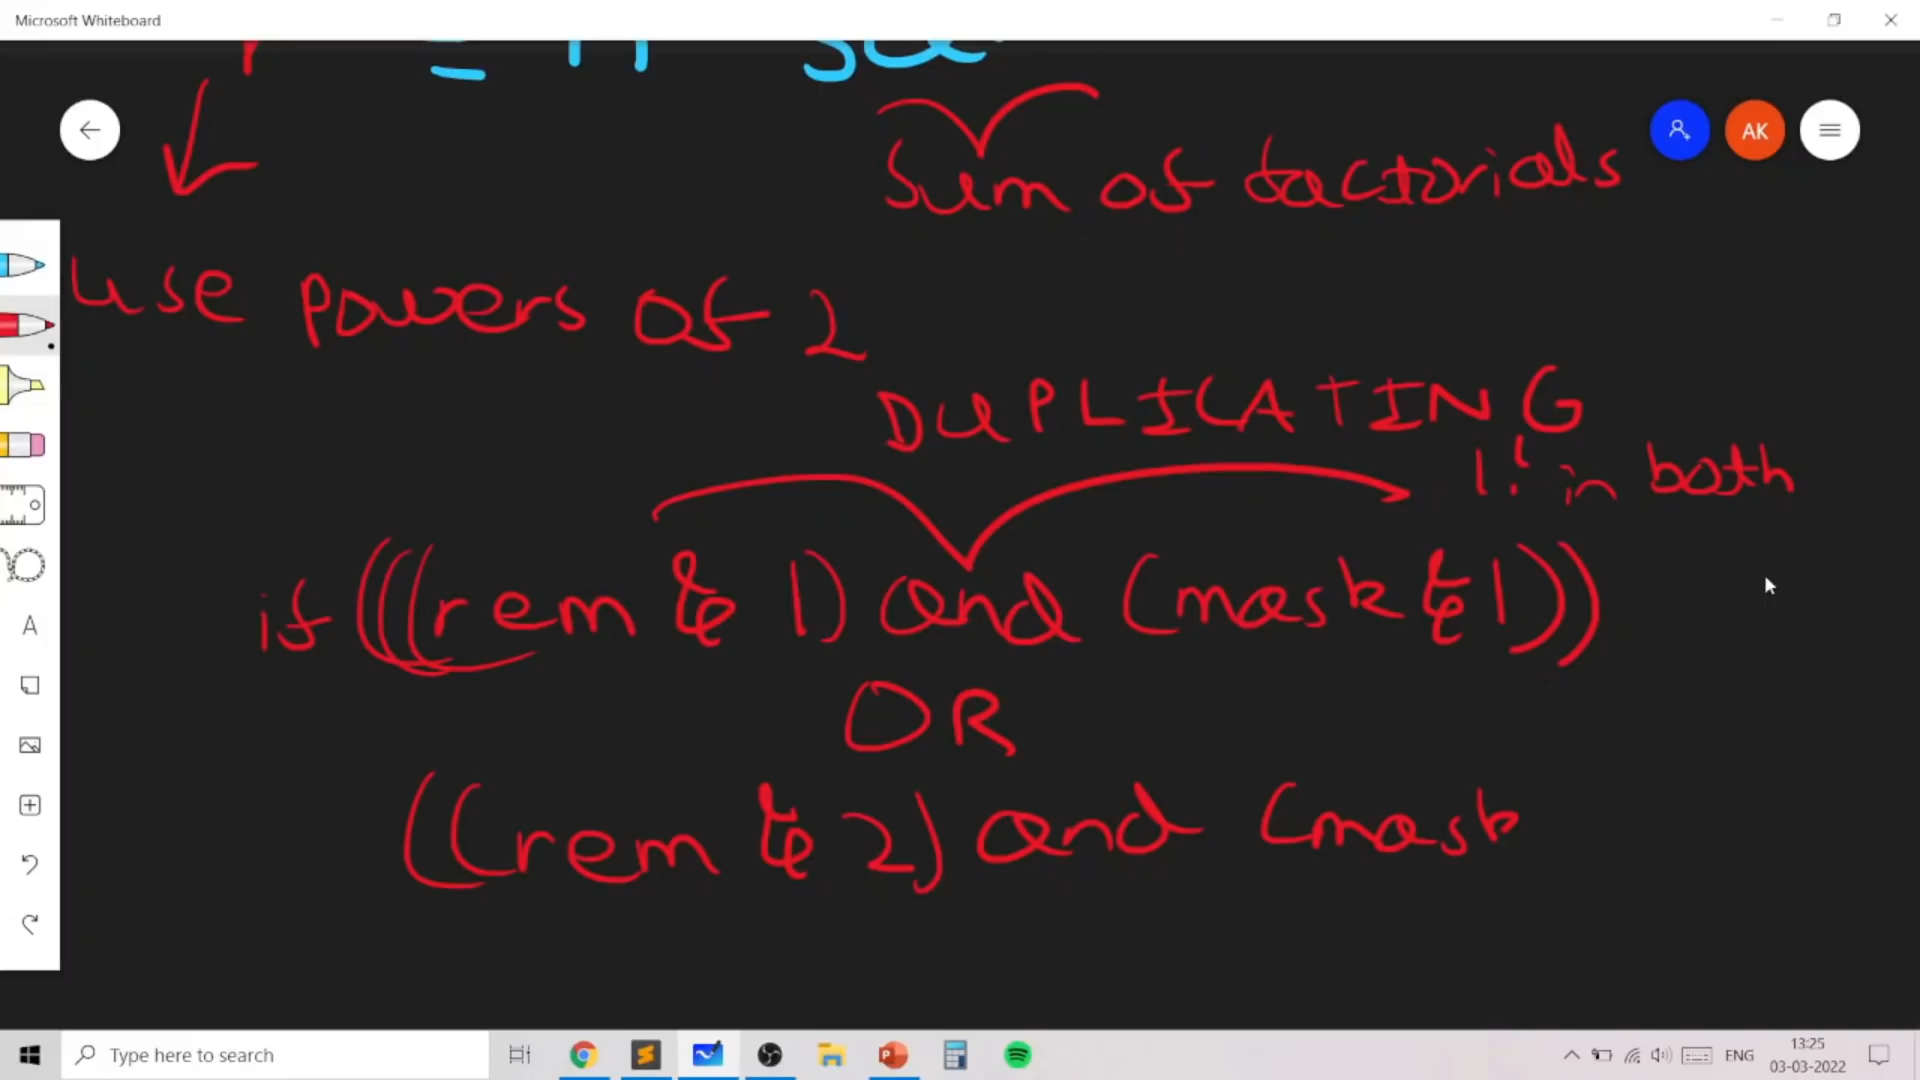 Microsoft Whiteboard
AK
Sum of factorials
use powers of 2
DUPLICATING
1! in both
if (((rem & 1) and (mask & 1))
OR
((rem & 2) and (mask
A
Type here to search
ENG
13:25
03-03-2022